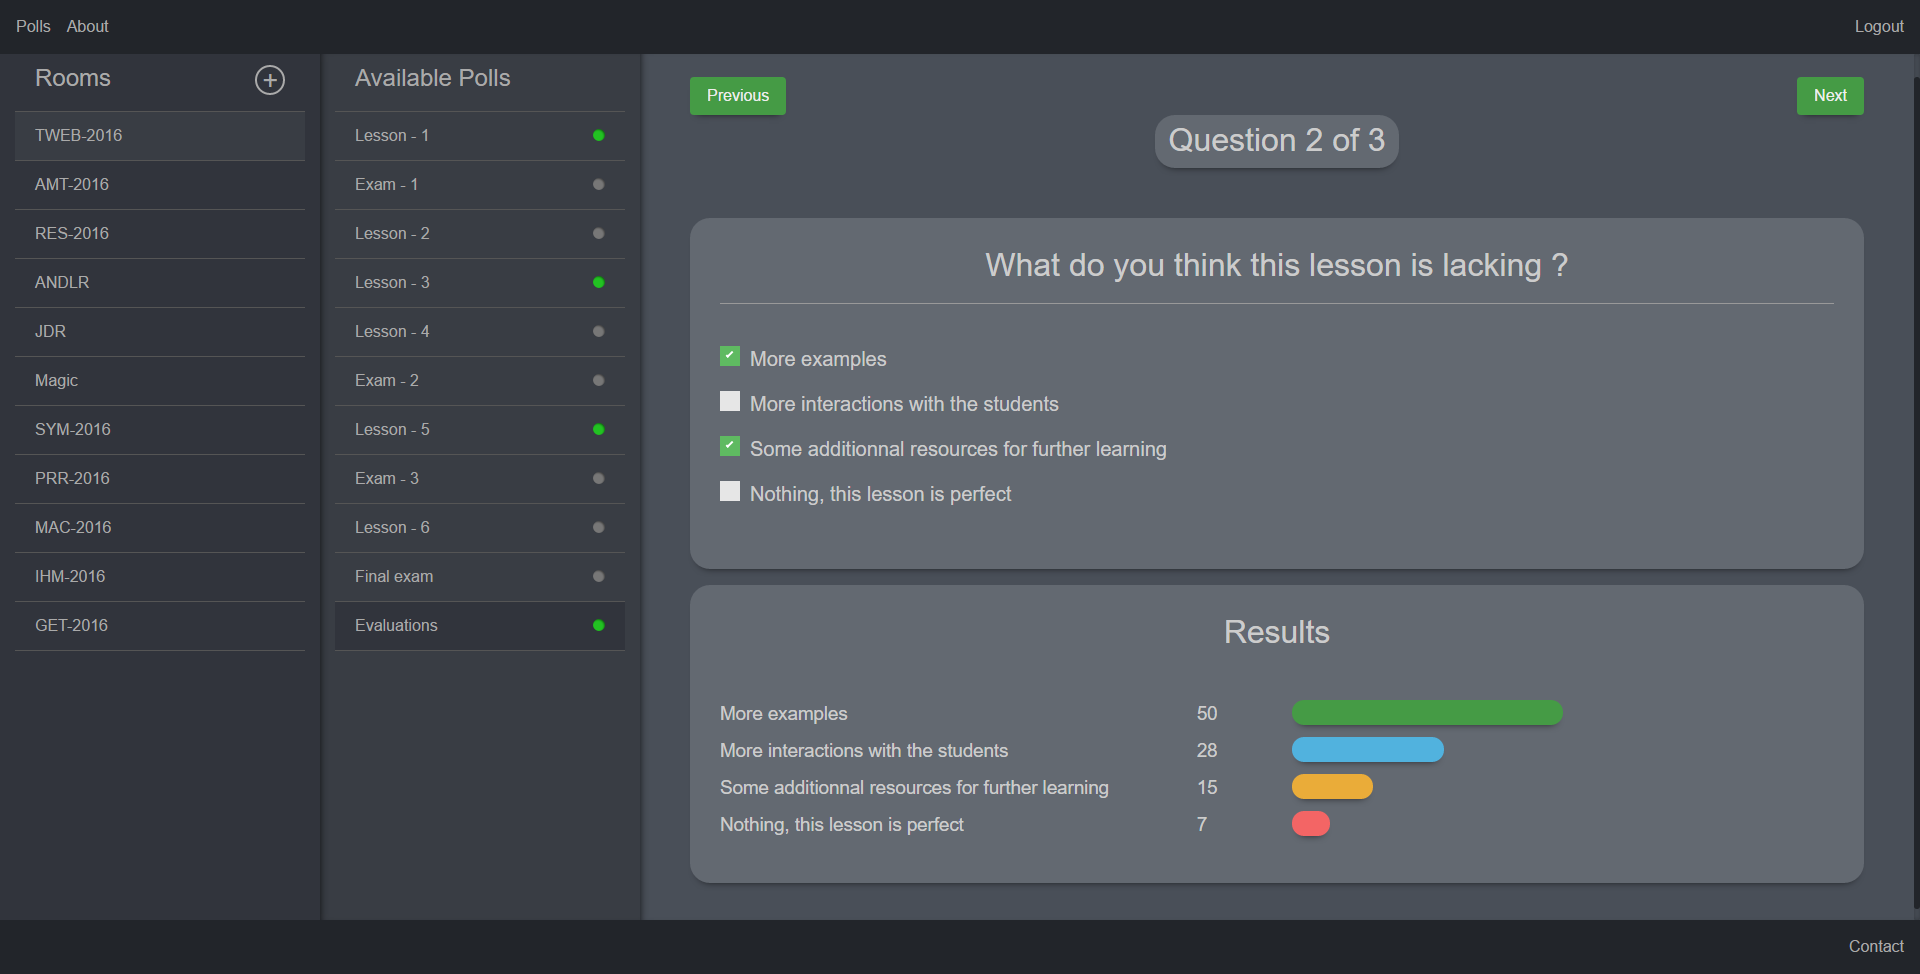 Polls About Logout
Rooms
TWEB-2016
AMT-2016
RES-2016
ANDLR
JDR
Magic
SYM-2016
PRR-2016
MAC-2016
IHM-2016
GET-2016
Available Polls
Lesson - 1
Exam - 1
Lesson - 2
Lesson - 3
Lesson - 4
Exam - 2
Lesson - 5
Exam - 3
Lesson - 6
Final exam
Evaluations
Previous Next
Question 2 of 3
What do you think this lesson is lacking ?
More examples
More interactions with the students
Some additionnal resources for further learning
Nothing, this lesson is perfect
Results
More examples 50
More interactions with the students 28
Some additionnal resources for further learning 15
Nothing, this lesson is perfect 7
Contact